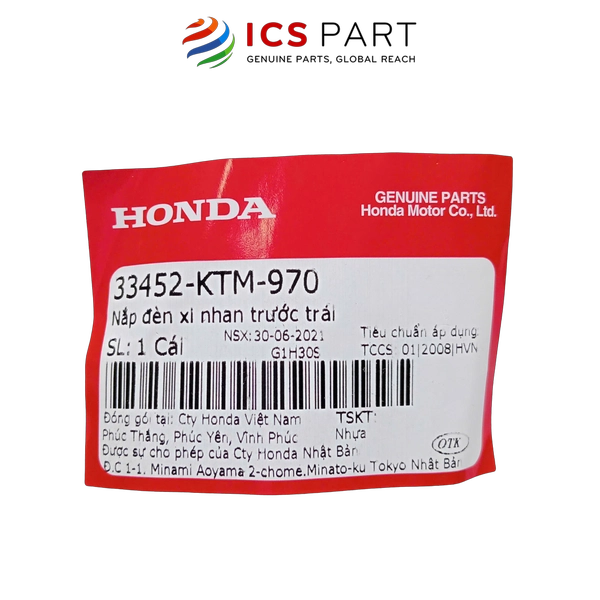 ICS PART
GENUINE PARTS, GLOBAL REACH
HONDA
GENUINE PARTS
Honda Motor Co., Ltd.
33452-KTM-970
Nắp đèn xi nhan trước trái
NSX: 30-06-2021
Tiêu chuẩn áp dụng:
SL: 1 Cái
G1H30S
TCCS: 01|2008|HVN
Đóng gói tại: Cty Honda Việt Nam
TSKT:
Phúc Thắng, Phúc Yên, Vĩnh Phúc
Nhựa
Được sự cho phép của Cty Honda Nhật Bản
OTK
Đ.C 1-1. Minami Aoyama 2-chome.Minato-ku Tokyo Nhật Bản